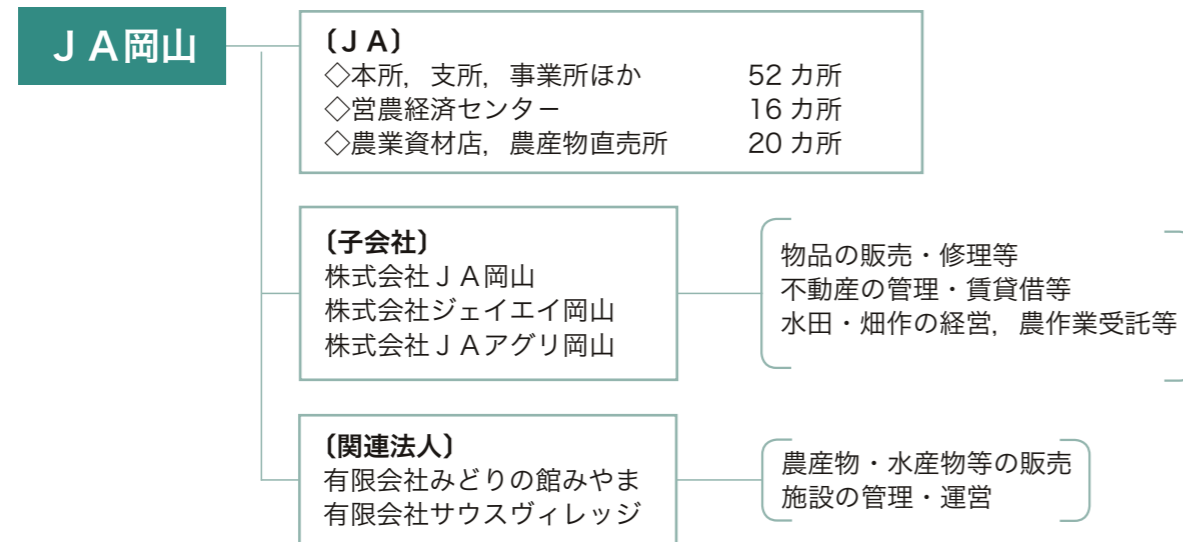 ＪＡ岡山
〔ＪＡ〕
◇本所，支所，事業所ほか 52 カ所
◇営農経済センター 16 カ所
◇農業資材店，農産物直売所 20 カ所
〔子会社〕
株式会社ＪＡ岡山
株式会社ジェイエイ岡山
株式会社ＪＡアグリ岡山
物品の販売・修理等
不動産の管理・賃貸借等
水田・畑作の経営，農作業受託等
〔関連法人〕
有限会社みどりの館みやま
有限会社サウスヴィレッジ
農産物・水産物等の販売
施設の管理・運営